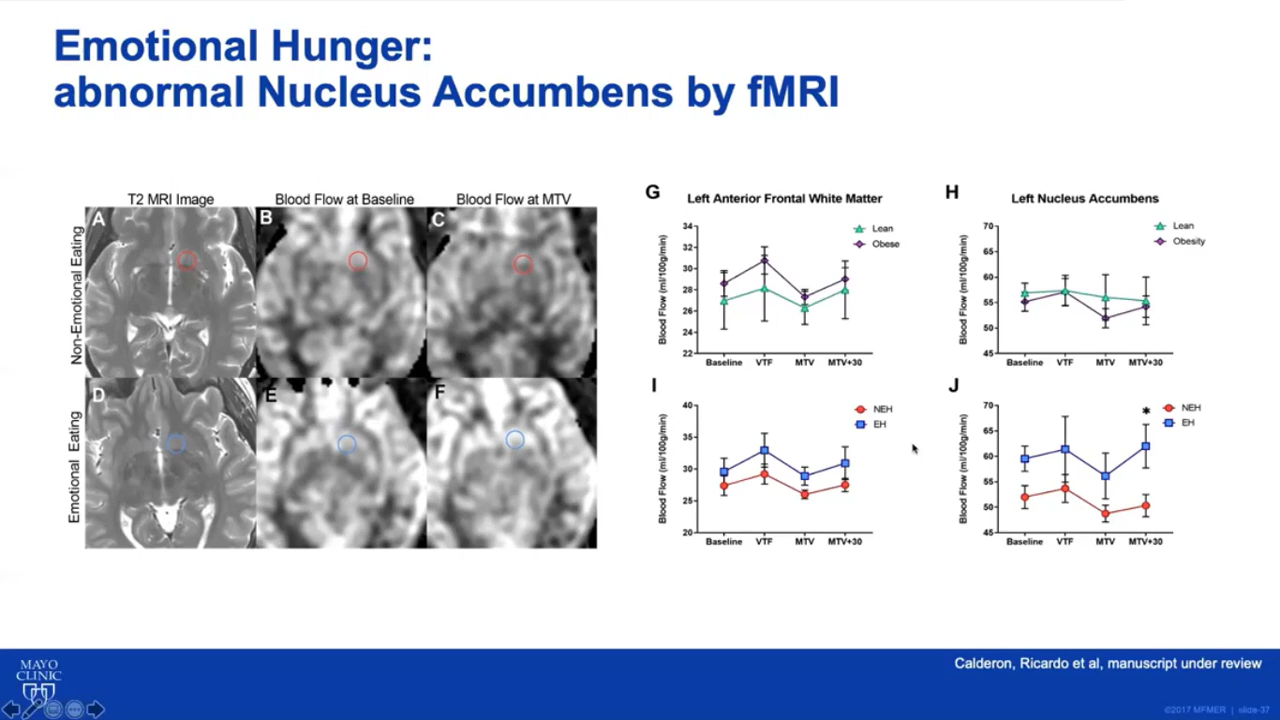 Emotional Hunger:
abnormal Nucleus Accumbens by fMRI
T2 MRI Image
Blood Flow at Baseline
Blood Flow at MTV
Non-Emotional Eating
A
B
C
Emotional Eating
D
E
F
G
Left Anterior Frontal White Matter
Lean
Obese
Blood Flow (ml/100g/min)
34
32
30
28
26
24
22
Baseline VTF MTV MTV+30
H
Left Nucleus Accumbens
Lean
Obesity
Blood Flow (ml/100g/min)
70
65
60
55
50
45
Baseline VTF MTV MTV+30
I
NEH
EH
Blood Flow (ml/100g/min)
40
35
30
25
20
Baseline VTF MTV MTV+30
J
NEH
EH
*
Blood Flow (ml/100g/min)
70
65
60
55
50
45
Baseline VTF MTV MTV+30
MAYO
CLINIC
Calderon, Ricardo et al, manuscript under review
©2017 MFMER | slide-37